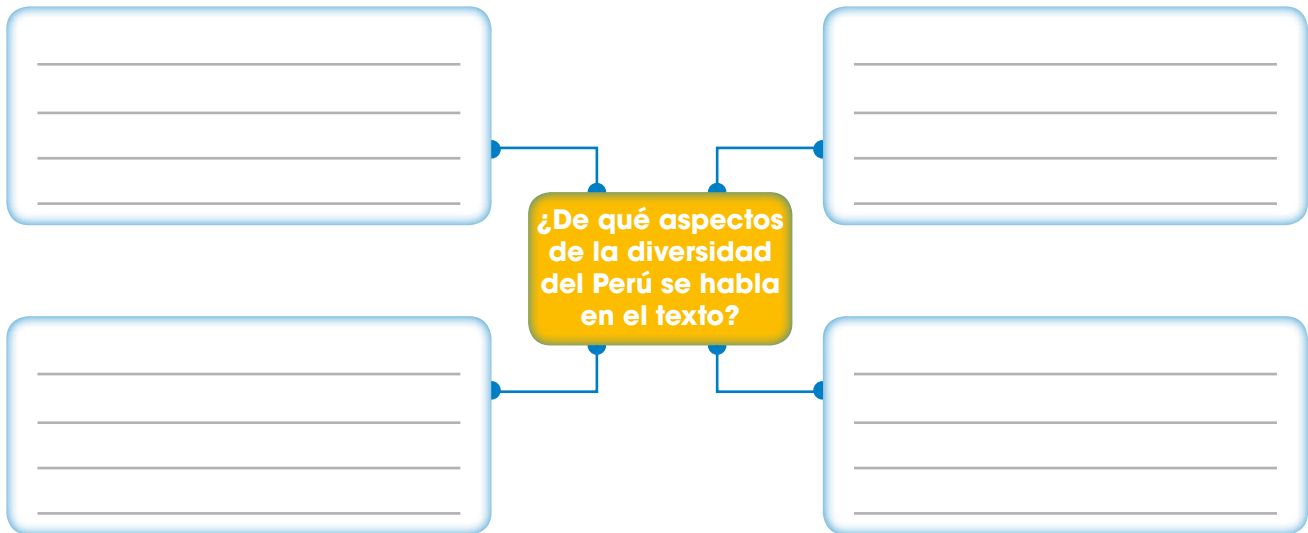 ¿De qué aspectos
de la diversidad
del Perú se habla
en el texto?